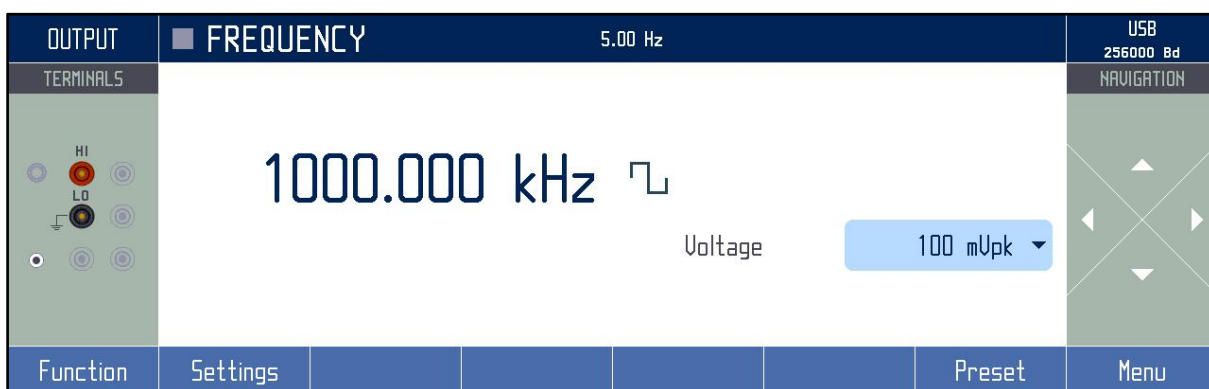 OUTPUT
FREQUENCY
5.00 Hz
USB
256000 Bd
TERMINALS
NAVIGATION
HI
LO
1000.000 kHz
Voltage
100 mVpk
Function
Settings
Preset
Menu